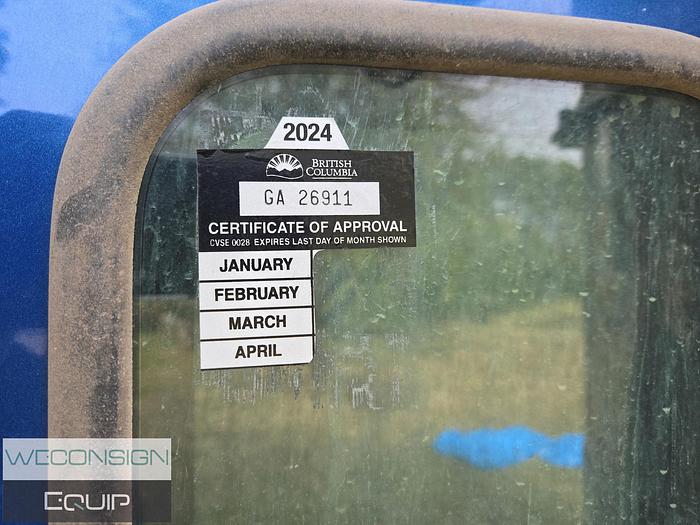 2024
BRITISH
COLUMBIA
GA 26911
CERTIFICATE OF APPROVAL
CVSE 0028 EXPIRES LAST DAY OF MONTH SHOWN
JANUARY
FEBRUARY
MARCH
APRIL
WECONSIGN
EQUIP